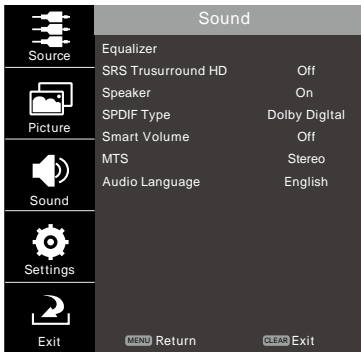 Sound
Source
Picture
Sound
Settings
Exit
Equalizer
SRS Trusurround HD Off
Speaker On
SPDIF Type Dolby DigItal
Smart Volume Off
MTS Stereo
Audio Language English
MENU Return CLEAR Exit